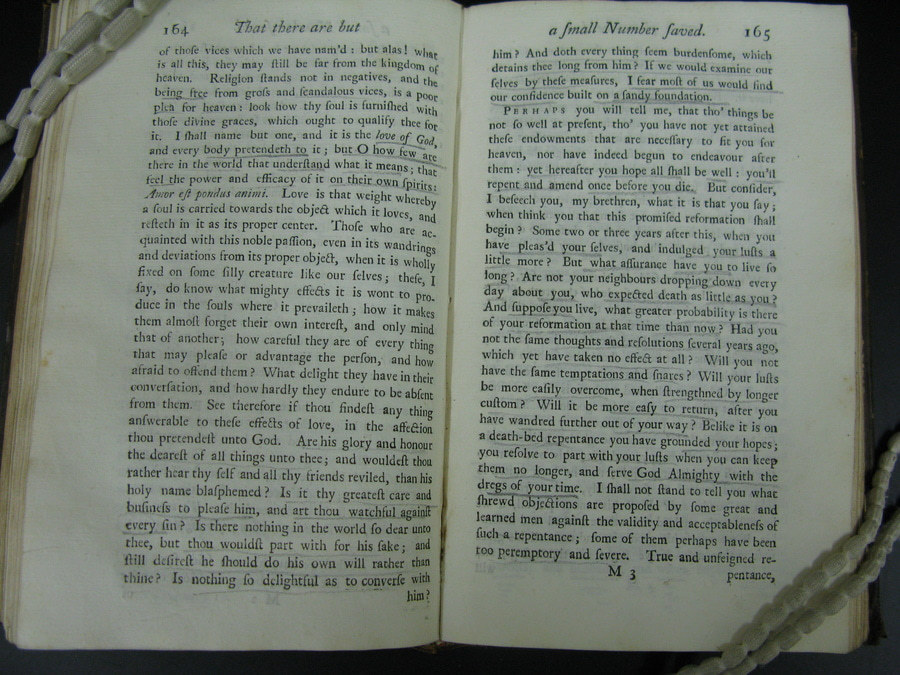 164 That there are but
of thoſe vices which we have nam'd : but alas! what
is all this, they may ſtill be far from the kingdom of
heaven. Religion ſtands not in negatives, and the
being free from groſs and ſcandalous vices, is a poor
plea for heaven : look how thy ſoul is furniſhed with
thoſe divine graces, which ought to qualify thee for
it. I ſhall name but one, and it is the love of God,
and every body pretendeth to it ; but O how few are
there in the world that underſtand what it means ; that
feel the power and efficacy of it on their own ſpirits:
Amor eſt pondus animi. Love is that weight whereby
a ſoul is carried towards the object which it loves, and
reſteth in it as its proper center. Thoſe who are ac-
quainted with this noble paſſion, even in its wandrings
and deviations from its proper object, when it is wholly
fixed on ſome ſilly creature like our ſelves ; theſe, I
ſay, do know what mighty effects it is wont to pro-
duce in the ſouls where it prevaileth ; how it makes
them almoſt forget their own intereſt, and only mind
that of another ; how careful they are of every thing
that may pleaſe or advantage the perſon, and how
afraid to offend them? What delight they have in their
converſation, and how hardly they endure to be abſent
from them. See therefore if thou findeſt any thing
anſwerable to theſe effects of love, in the affection
thou pretendeſt unto God. Are his glory and honour
the deareſt of all things unto thee; and wouldeſt thou
rather hear thy ſelf and all thy friends reviled, than his
holy name blaſphemed? Is it thy greateſt care and
buſineſs to pleaſe him, and art thou watchful againſt
every ſin? Is there nothing in the world ſo dear unto
thee, but thou wouldſt part with for his ſake; and
ſtill deſireſt he ſhould do his own will rather than
thine? Is nothing ſo delightful as to converſe with
him?
a ſmall Number ſaved. 165
him? And doth every thing ſeem burdenſome, which
detains thee long from him? If we would examine our
ſelves by theſe meaſures, I fear moſt of us would find
our confidence built on a ſandy foundation.
PERHAPS you will tell me, that tho' things be
not ſo well at preſent, tho' you have not yet attained
theſe endowments that are neceſſary to fit you for
heaven, nor have indeed begun to endeavour after
them : yet hereafter you hope all ſhall be well : you'll
repent and amend once before you die. But conſider,
I beſeech you, my brethren, what it is that you ſay;
when think you that this promiſed reformation ſhall
begin? Some two or three years after this, when you
have pleas'd your ſelves, and indulged your luſts a
little more? But what aſſurance have you to live ſo
long? Are not your neighbours dropping down every
day about you, who expected death as little as you?
And ſuppoſe you live, what greater probability is there
of your reformation at that time than now? Had you
not the ſame thoughts and reſolutions ſeveral years ago,
which yet have taken no effect at all? Will you not
have the ſame temptations and ſnares? Will your luſts
be more eaſily overcome, when ſtrengthned by longer
cuſtom? Will it be more eaſy to return, after you
have wandred further out of your way? Belike it is on
a death-bed repentance you have grounded your hopes;
you reſolve to part with your luſts when you can keep
them no longer, and ſerve God Almighty with the
dregs of your time. I ſhall not ſtand to tell you what
ſhrewd objections are propoſed by ſome great and
learned men againſt the validity and acceptableneſs of
ſuch a repentance ; ſome of them perhaps have been
too peremptory and ſevere. True and unfeigned re-
M 3 pentance,